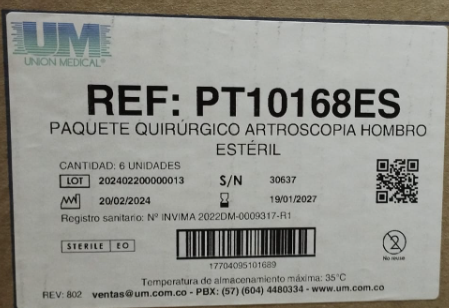 UM
UNION MEDICAL®
REF: PT10168ES
PAQUETE QUIRÚRGICO ARTROSCOPIA HOMBRO
ESTÉRIL
CANTIDAD: 6 UNIDADES
LOT 202402200000013 S/N 30637
20/02/2024 19/01/2027
Registro sanitario: Nº INVIMA 2022DM-0009317-R1
STERILE EO
17704095101689
Temperatura de almacenamiento máxima: 35°C
REV: 802 ventas@um.com.co - PBX: (57) (604) 4480334 - www.um.com.co